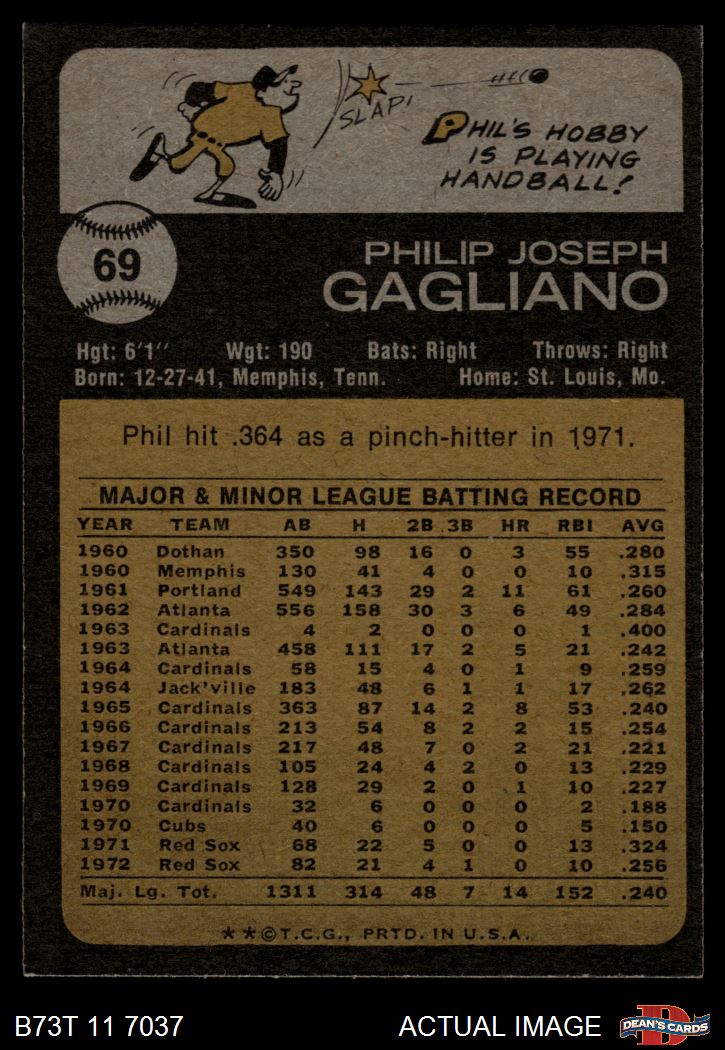 SLAP!
PHIL'S HOBBY
IS PLAYING
HANDBALL!
69
PHILIP JOSEPH
GAGLIANO
Hgt: 6'1" Wgt: 190 Bats: Right Throws: Right
Born: 12-27-41, Memphis, Tenn. Home: St. Louis, Mo.
Phil hit .364 as a pinch-hitter in 1971.
MAJOR & MINOR LEAGUE BATTING RECORD
YEAR TEAM AB H 2B 3B HR RBI AVG
1960 Dothan 350 98 16 0 3 55 .280
1960 Memphis 130 41 4 0 0 10 .315
1961 Portland 549 143 29 2 11 61 .260
1962 Atlanta 556 158 30 3 6 49 .284
1963 Cardinals 4 2 0 0 0 1 .400
1963 Atlanta 458 111 17 2 5 21 .242
1964 Cardinals 58 15 4 0 1 9 .259
1964 Jack'ville 183 48 6 1 1 17 .262
1965 Cardinals 363 87 14 2 8 53 .240
1966 Cardinals 213 54 8 2 2 15 .254
1967 Cardinals 217 48 7 0 2 21 .221
1968 Cardinals 105 24 4 2 0 13 .229
1969 Cardinals 128 29 2 0 1 10 .227
1970 Cardinals 32 6 0 0 0 2 .188
1970 Cubs 40 6 0 0 0 5 .150
1971 Red Sox 68 22 5 0 0 13 .324
1972 Red Sox 82 21 4 1 0 10 .256
Maj. Lg. Tot. 1311 314 48 7 14 152 .240
**©T.C.G., PRTD. IN U.S.A.
B73T 11 7037 ACTUAL IMAGE
D
DEAN'S CARDS